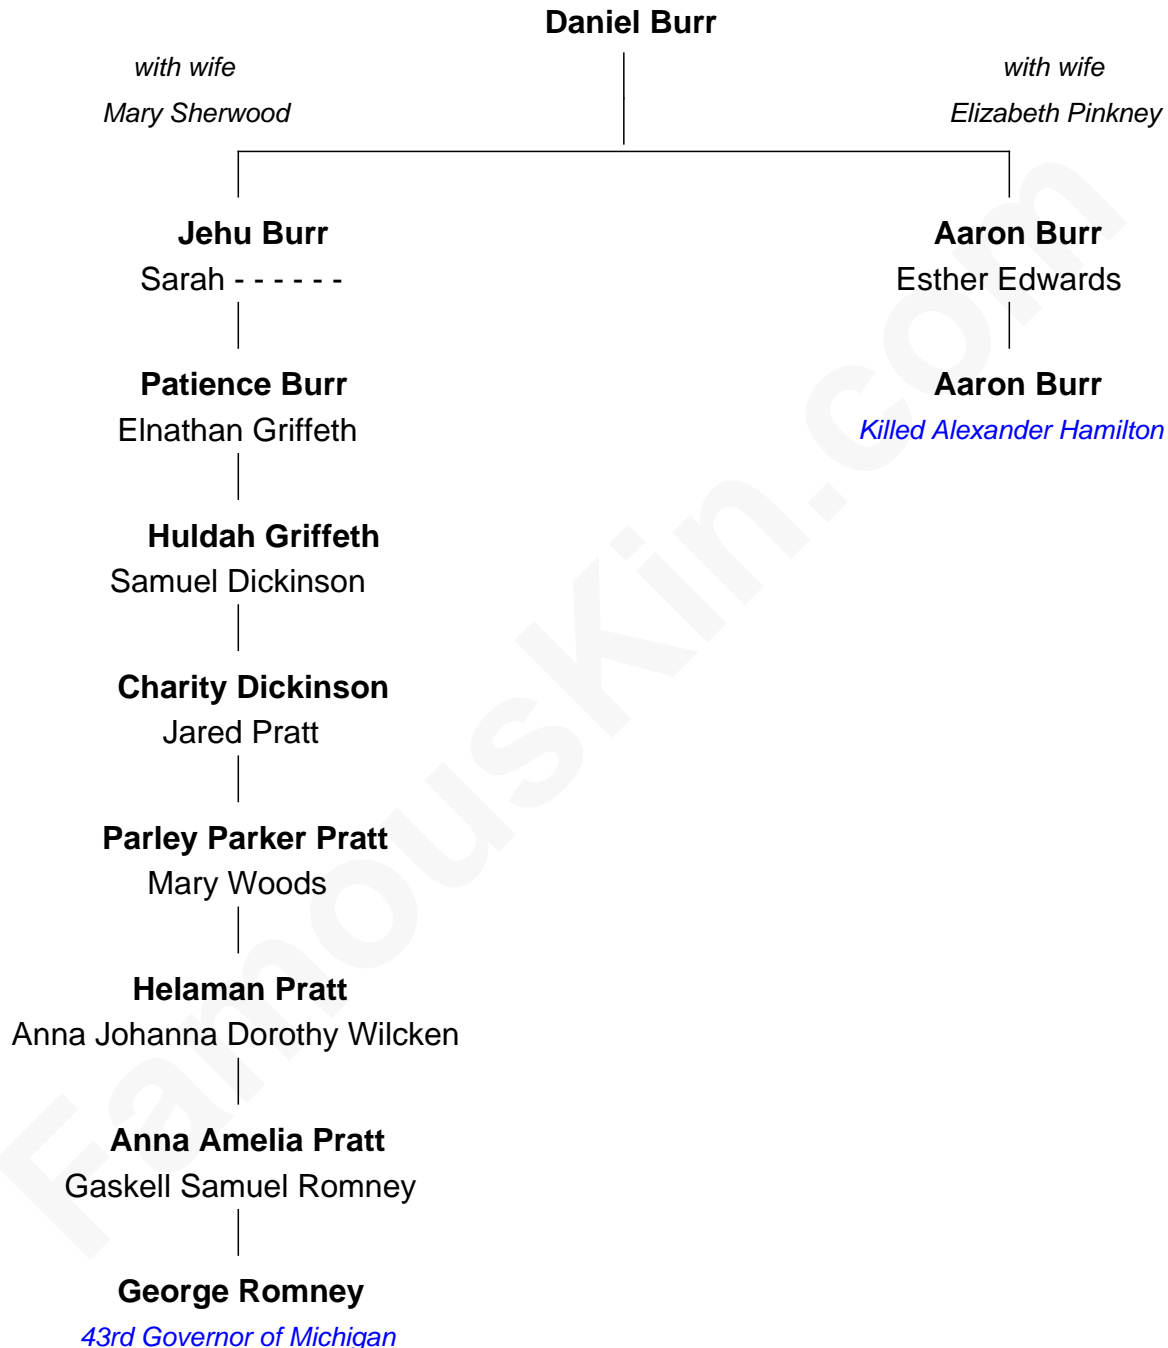 Daniel Burr
with wife
Mary Sherwood
with wife
Elizabeth Pinkney
Jehu Burr
Sarah - - - - - -
Aaron Burr
Esther Edwards
Patience Burr
Elnathan Griffeth
Aaron Burr
Killed Alexander Hamilton
Huldah Griffeth
Samuel Dickinson
Charity Dickinson
Jared Pratt
Parley Parker Pratt
Mary Woods
Helaman Pratt
Anna Johanna Dorothy Wilcken
Anna Amelia Pratt
Gaskell Samuel Romney
George Romney
43rd Governor of Michigan
FamousKin.com